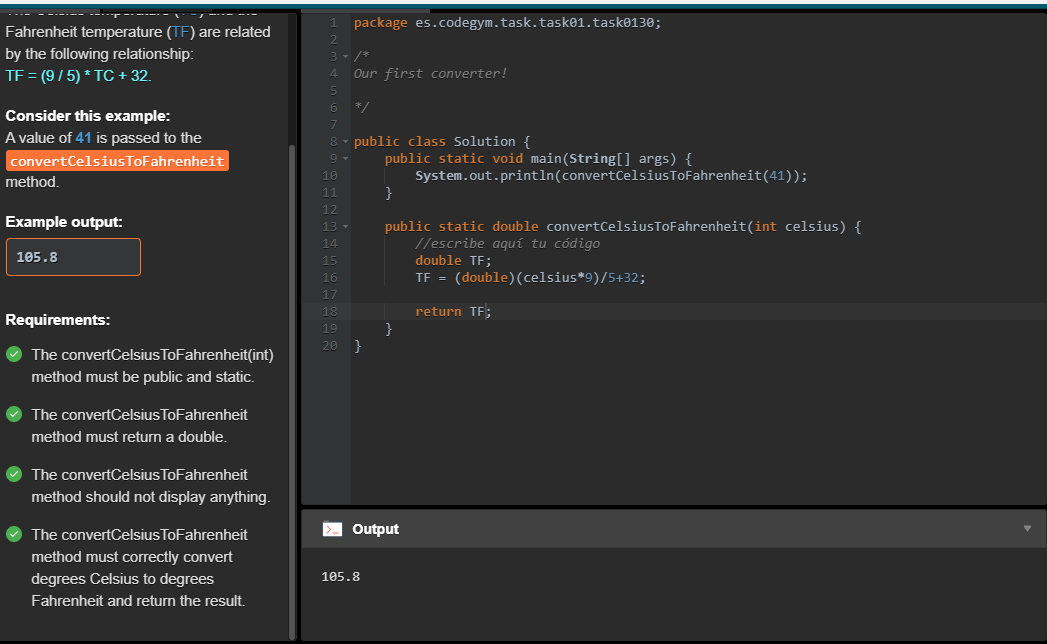 Fahrenheit temperature (TF) are related
by the following relationship:
TF = (9 / 5) * TC + 32.
Consider this example:
A value of 41 is passed to the
convertCelsiusToFahrenheit
method.
Example output:
105.8
Requirements:
The convertCelsiusToFahrenheit(int)
method must be public and static.
The convertCelsiusToFahrenheit
method must return a double.
The convertCelsiusToFahrenheit
method should not display anything.
The convertCelsiusToFahrenheit
method must correctly convert
degrees Celsius to degrees
Fahrenheit and return the result.
1 package es.codegym.task.task01.task0130;
2
3 /*
4 Our first converter!
5
6 */
7
8 public class Solution {
9     public static void main(String[] args) {
10         System.out.println(convertCelsiusToFahrenheit(41));
11     }
12
13     public static double convertCelsiusToFahrenheit(int celsius) {
14         //escribe aquí tu código
15         double TF;
16         TF = (double)(celsius*9)/5+32;
17
18         return TF;
19     }
20 }
>_ Output
105.8